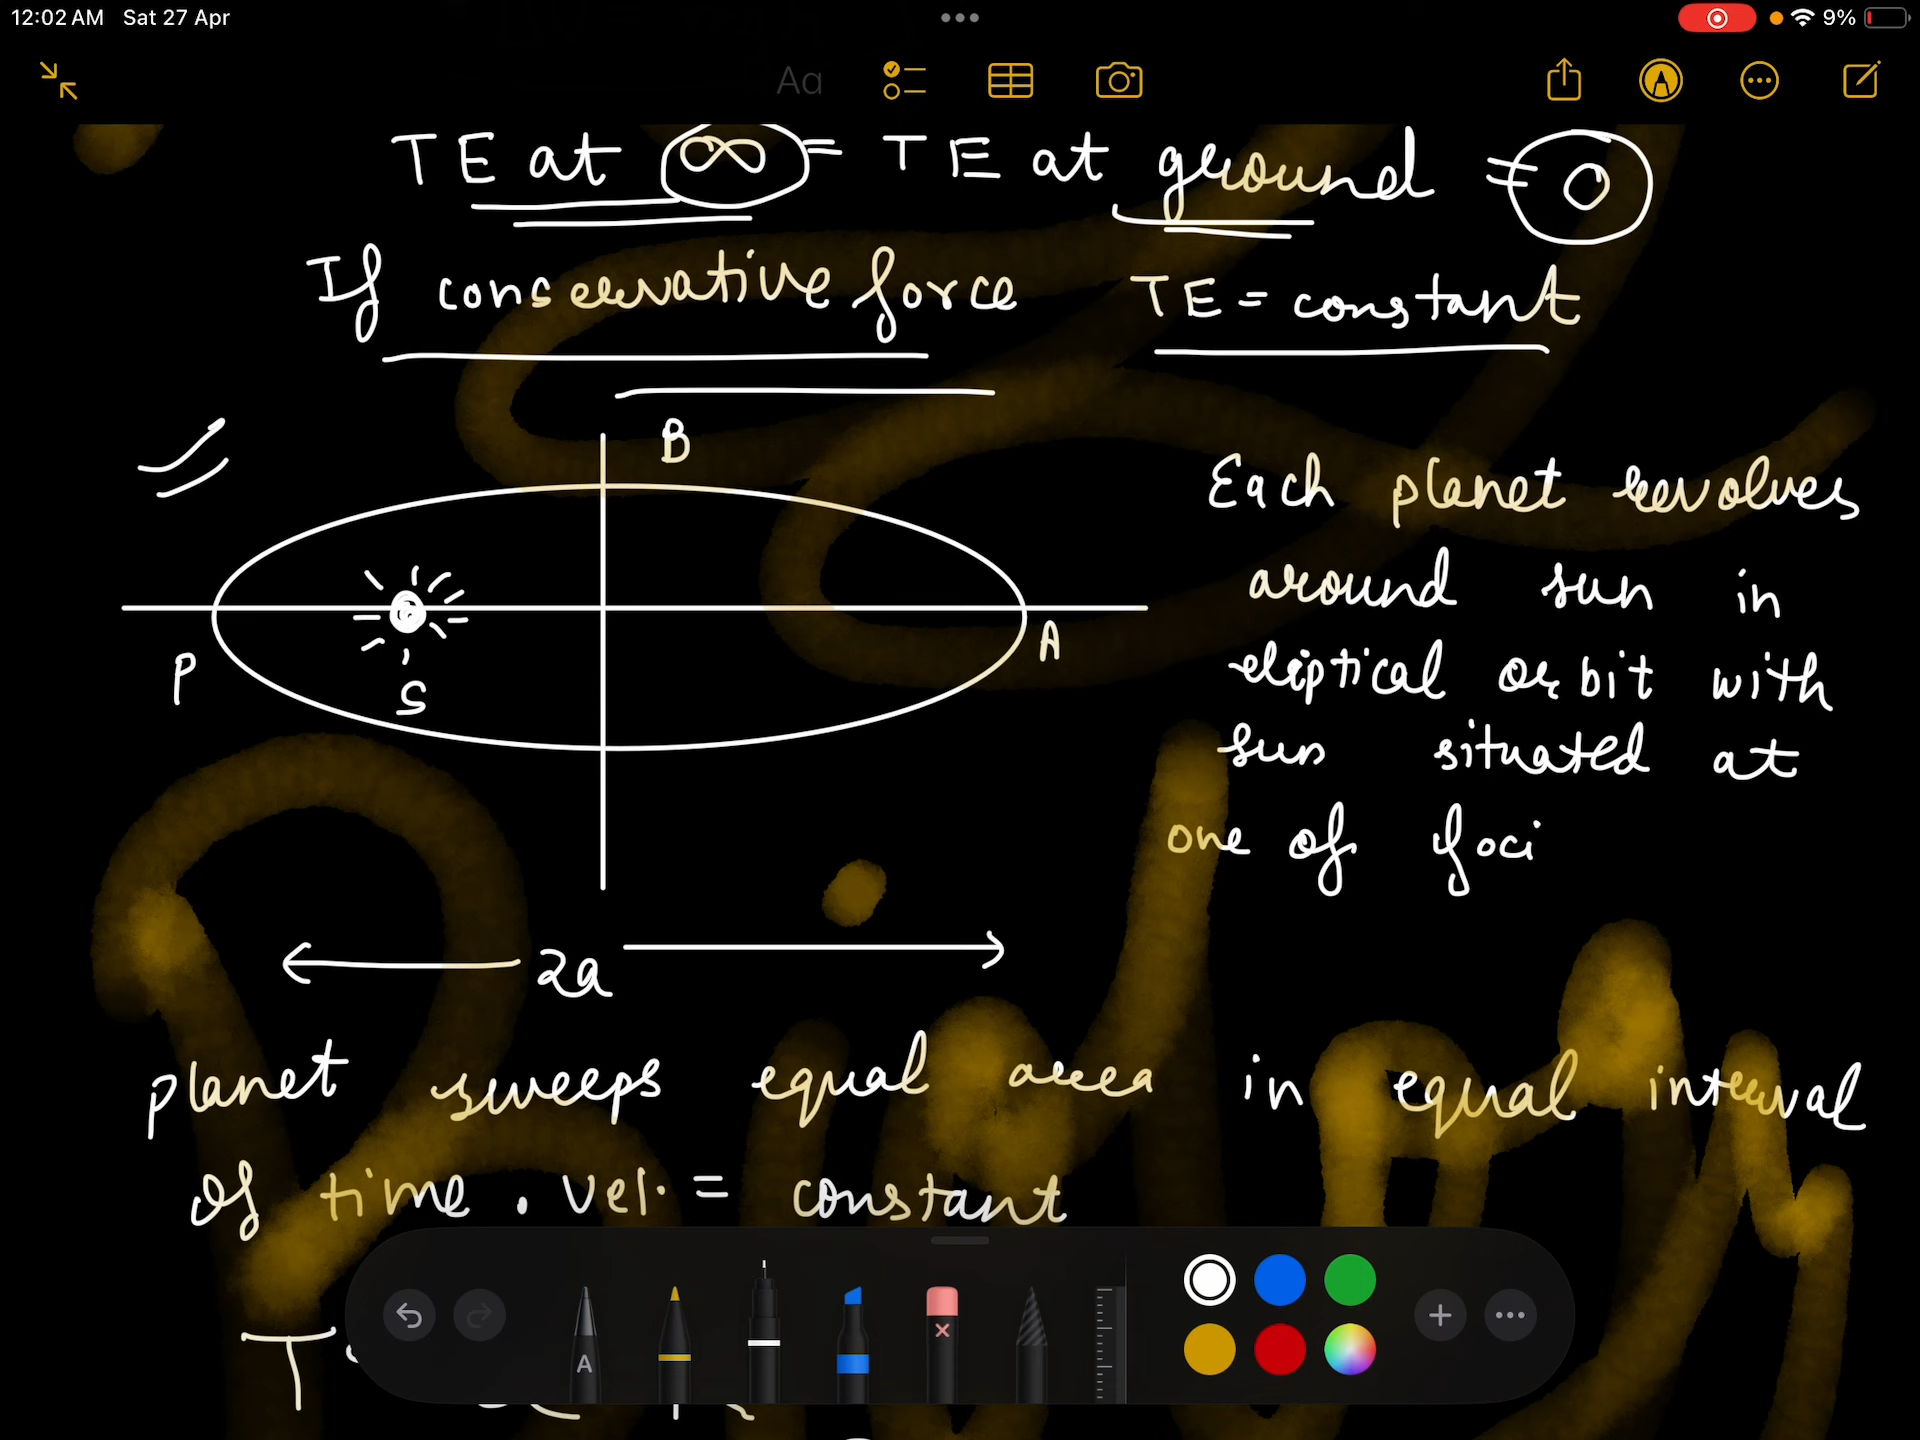 12:02 AM Sat 27 Apr
9%
Aa
TE at ∞ = TE at ground = 0
If conservative force TE = constant
B
Each planet revolves
around sun in
eliptical orbit with
sun situated at
one of foci
P
S
A
2a
planet sweeps equal area in equal interval
of time . Vel. = constant
T
A